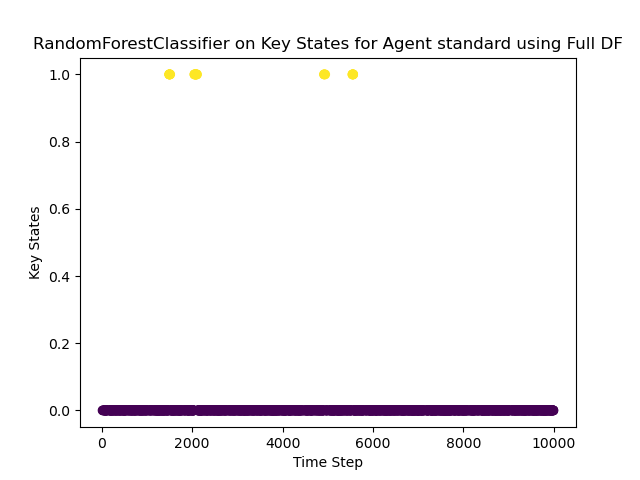 RandomForestClassifier on Key States for Agent standard using Full DF
1.0
0.8
0.6
0.4
0.2
0.0
Key States
0 2000 4000 6000 8000 10000
Time Step